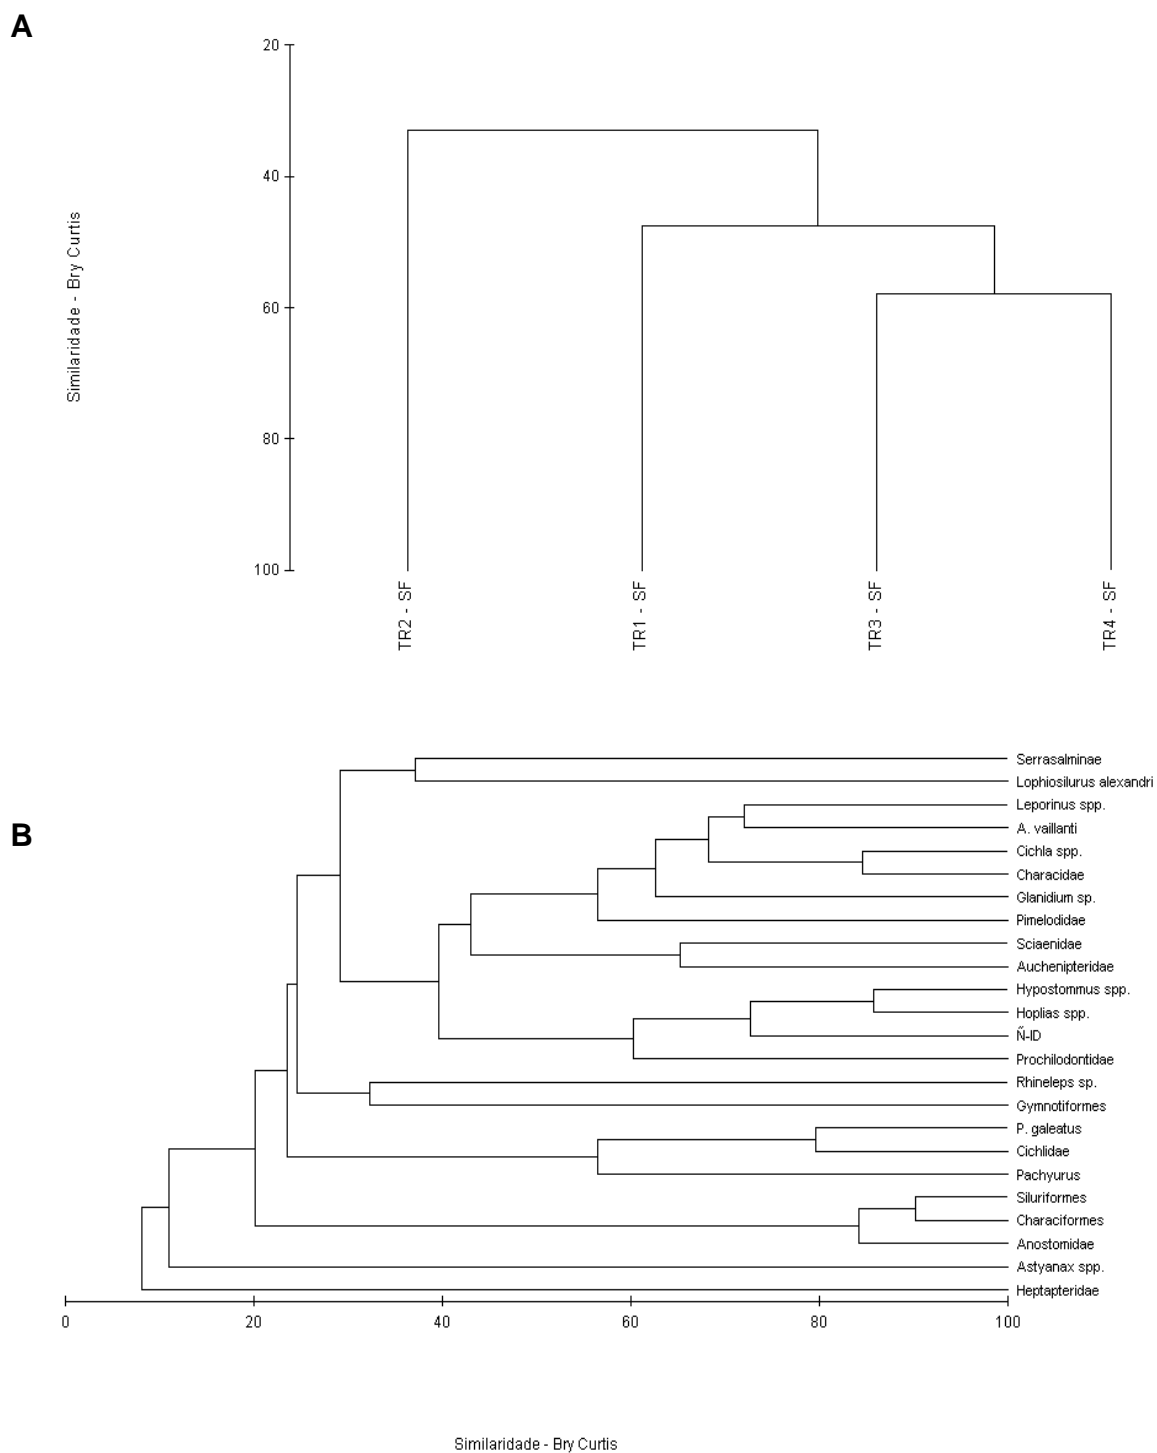 A
20
40
60
80
100
Similaridade - Bry Curtis
TR2 - SF
TR1 - SF
TR3 - SF
TR4 - SF
B
Serrasalminae
Lophiosilurus alexandri
Leporinus spp.
A. vaillanti
Cichla spp.
Characidae
Glanidium sp.
Pimelodidae
Sciaenidae
Auchenipteridae
Hypostommus spp.
Hoplias spp.
Ñ-ID
Prochilodontidae
Rhineleps sp.
Gymnotiformes
P. galeatus
Cichlidae
Pachyurus
Siluriformes
Characiformes
Anostomidae
Astyanax spp.
Heptapteridae
0 20 40 60 80 100
Similaridade - Bry Curtis